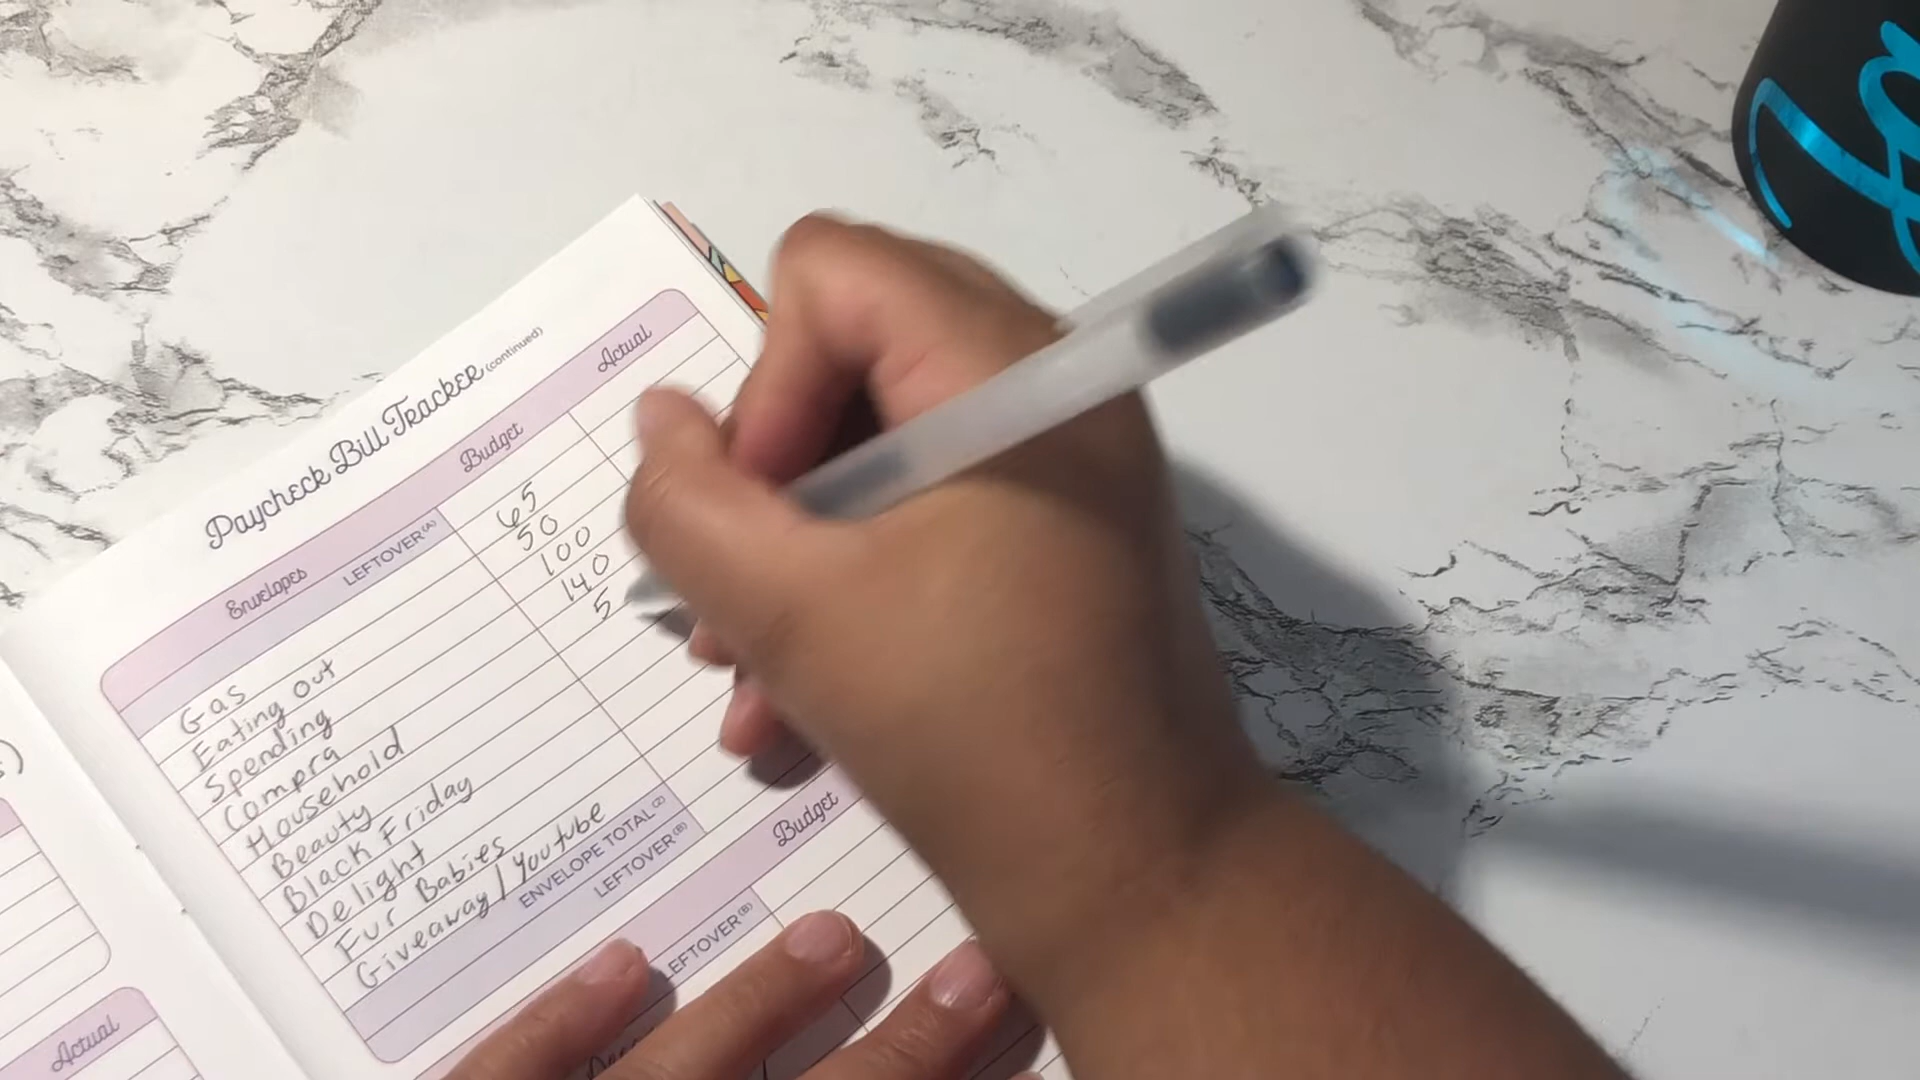 Paycheck Bill Tracker (continued)
Envelopes Budget Actual
LEFTOVER (A)
Gas 65
Eating Out 50
Spending 100
Compra 140
Household 5
Beauty
Black Friday
Delight
Fur Babies
Giveaway / Youtube
ENVELOPE TOTAL (2)
LEFTOVER (B)
Budget
LEFTOVER (B)
Actual